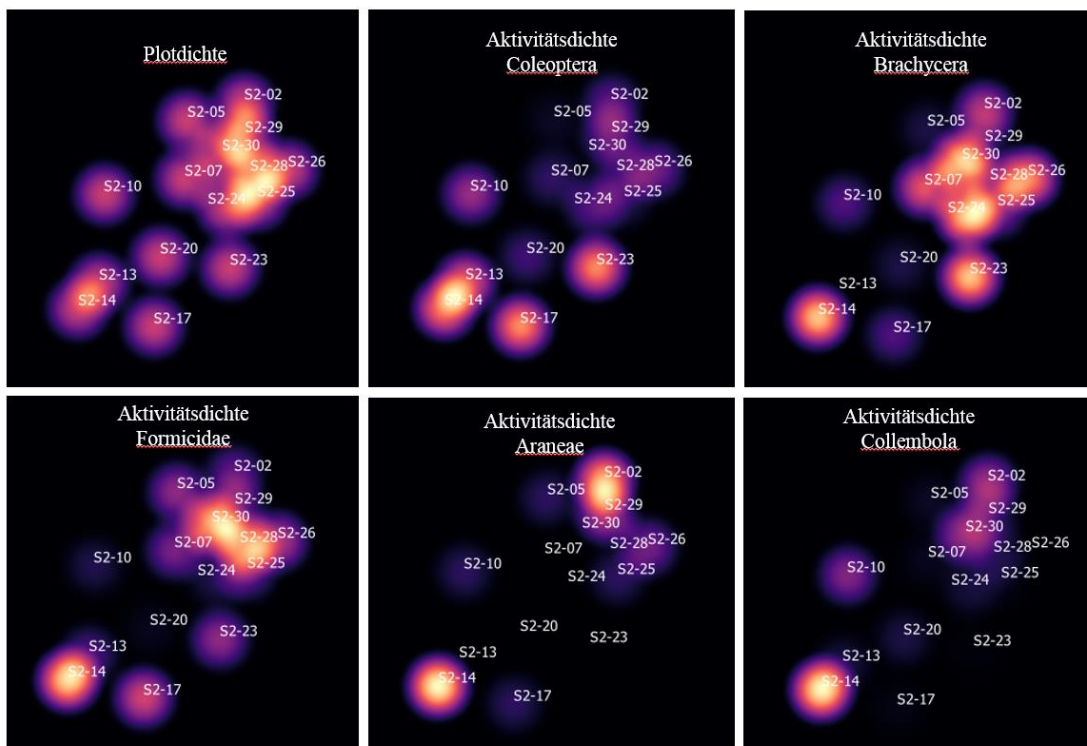 Plotdichte
S2-02
S2-05
S2-29
S2-30
S2-26
S2-28
S2-07
S2-10
S2-25
S2-24
S2-20
S2-23
S2-13
S2-14
S2-17
Aktivitätsdichte
Coleoptera
S2-02
S2-05
S2-29
S2-30
S2-26
S2-28
S2-07
S2-10
S2-25
S2-24
S2-20
S2-23
S2-13
S2-14
S2-17
Aktivitätsdichte
Brachycera
S2-02
S2-05
S2-29
S2-30
S2-26
S2-28
S2-07
S2-10
S2-25
S2-24
S2-20
S2-23
S2-13
S2-14
S2-17
Aktivitätsdichte
Formicidae
S2-02
S2-05
S2-29
S2-30
S2-26
S2-28
S2-07
S2-10
S2-25
S2-24
S2-20
S2-23
S2-13
S2-14
S2-17
Aktivitätsdichte
Araneae
S2-02
S2-05
S2-29
S2-30
S2-26
S2-28
S2-07
S2-10
S2-25
S2-24
S2-20
S2-23
S2-13
S2-14
S2-17
Aktivitätsdichte
Collembola
S2-02
S2-05
S2-29
S2-30
S2-26
S2-28
S2-07
S2-10
S2-25
S2-24
S2-20
S2-23
S2-13
S2-14
S2-17